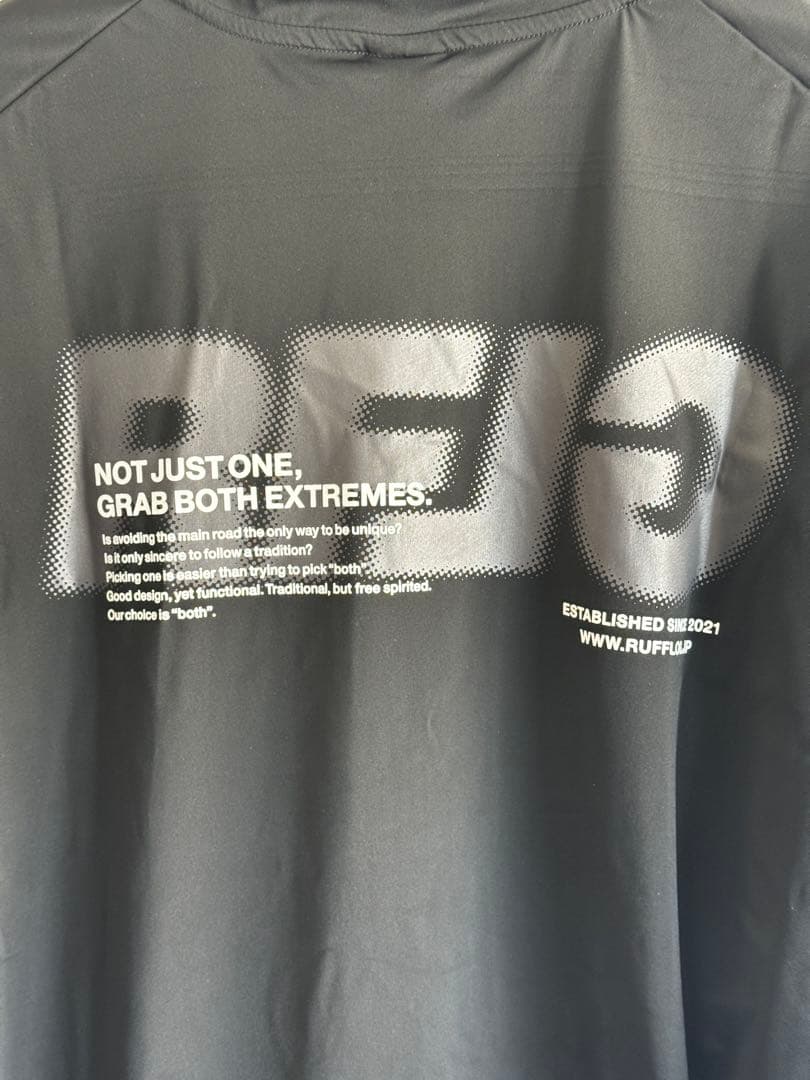 NOT JUST ONE,
GRAB BOTH EXTREMES.
Is avoiding the main road the only way to be unique?
Is it only sincere to follow a tradition?
Picking one is easier than trying to pick "both".
Good design, yet functional. Traditional, but free spirited.
Our choice is "both".
ESTABLISHED SINCE 2021
WWW.RUFFLO.JP